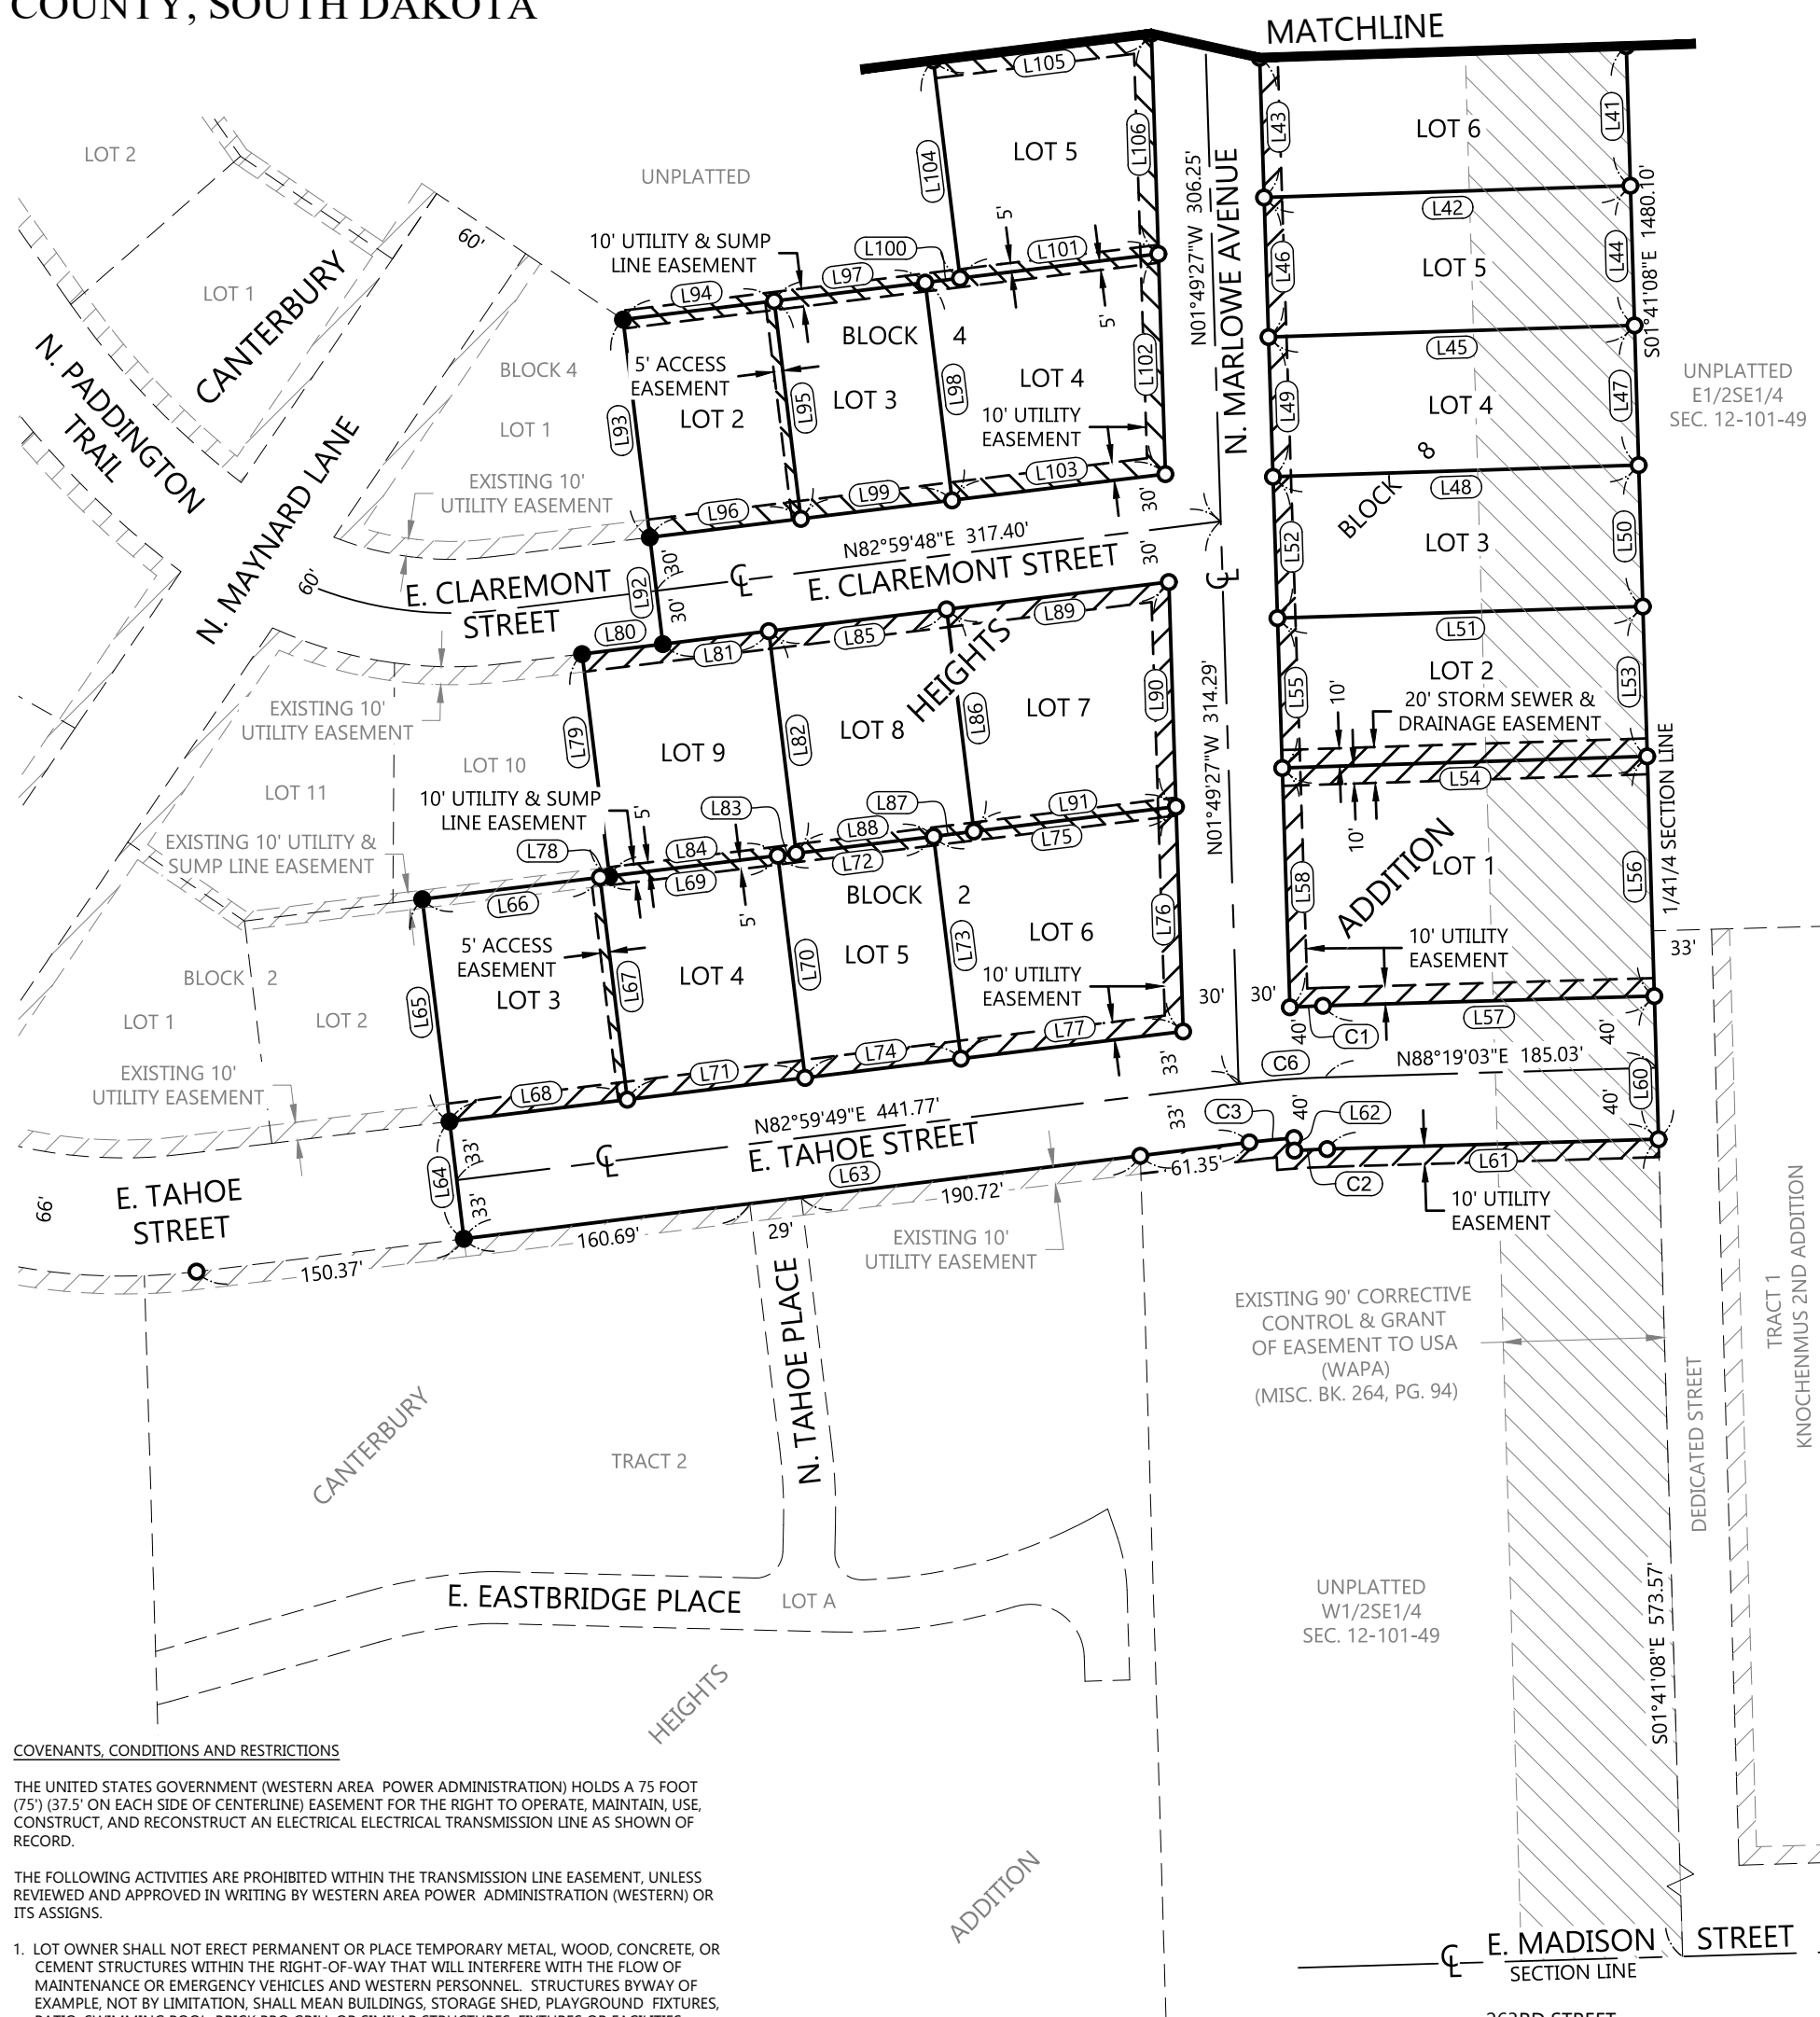 COUNTY, SOUTH DAKOTA
MATCHLINE
L105
L41
L43
LOT 6
L106
LOT 5
LOT 2
L104
UNPLATTED
N01°49'27"W 306.25'
N. MARLOWE AVENUE
S01°41'08"E 1480.10'
L42
5'
60'
10' UTILITY & SUMP
LINE EASEMENT
L100
L101
L97
L94
L46
LOT 5
L44
LOT 1
CANTERBURY
5'
BLOCK 4
L45
N. PADDINGTON
TRAIL
BLOCK 4
5' ACCESS
EASEMENT
L102
LOT 4
L98
LOT 3
L95
LOT 2
L93
UNPLATTED
E1/2SE1/4
SEC. 12-101-49
L49
LOT 4
L47
LOT 1
10' UTILITY
EASEMENT
BLOCK 8
EXISTING 10'
UTILITY EASEMENT
L103
L99
L96
L48
N. MAYNARD LANE
30'
N82°59'48"E 317.40'
L52
LOT 3
L50
30'
30'
60'
E. CLAREMONT
STREET
L92
30'
E. CLAREMONT STREET
CL
CL
L80
L81
L85
L89
L51
HEIGHTS
L90
N01°49'27"W 314.29'
L55
LOT 2
L53
10'
20' STORM SEWER &
DRAINAGE EASEMENT
EXISTING 10'
UTILITY EASEMENT
L79
LOT 9
L82
LOT 8
L86
LOT 7
L54
LOT 10
LOT 11
10' UTILITY & SUMP
LINE EASEMENT
5'
L83
L87
L91
10'
1/41/4 SECTION LINE
EXISTING 10' UTILITY &
SUMP LINE EASEMENT
L78
L84
L88
L75
L72
L69
ADDITION
LOT 1
L58
L56
L66
5'
BLOCK 2
L76
5' ACCESS
EASEMENT
LOT 6
10' UTILITY
EASEMENT
33'
BLOCK 2
LOT 3
L67
LOT 4
L70
LOT 5
L73
10' UTILITY
EASEMENT
30'
30'
LOT 1
LOT 2
L65
L57
L77
40'
C1
40'
L74
L71
L68
33'
C6
N88°19'03"E 185.03'
EXISTING 10'
UTILITY EASEMENT
L60
N82°59'49"E 441.77'
33'
C3
40'
L62
40'
33'
CL
E. TAHOE STREET
L63
61.35'
C2
L61
L64
E. TAHOE
STREET
66'
33'
190.72'
10' UTILITY
EASEMENT
160.69'
29'
EXISTING 10'
UTILITY EASEMENT
150.37'
N. TAHOE PLACE
EXISTING 90' CORRECTIVE
CONTROL & GRANT
OF EASEMENT TO USA
(WAPA)
(MISC. BK. 264, PG. 94)
TRACT 1
KNOCHENMUS 2ND ADDITION
DEDICATED STREET
CANTERBURY
TRACT 2
E. EASTBRIDGE PLACE
LOT A
UNPLATTED
W1/2SE1/4
SEC. 12-101-49
S01°41'08"E 573.57'
HEIGHTS
ADDITION
COVENANTS, CONDITIONS AND RESTRICTIONS
THE UNITED STATES GOVERNMENT (WESTERN AREA POWER ADMINISTRATION) HOLDS A 75 FOOT
(75') (37.5' ON EACH SIDE OF CENTERLINE) EASEMENT FOR THE RIGHT TO OPERATE, MAINTAIN, USE,
CONSTRUCT, AND RECONSTRUCT AN ELECTRICAL ELECTRICAL TRANSMISSION LINE AS SHOWN OF
RECORD.
THE FOLLOWING ACTIVITIES ARE PROHIBITED WITHIN THE TRANSMISSION LINE EASEMENT, UNLESS
REVIEWED AND APPROVED IN WRITING BY WESTERN AREA POWER ADMINISTRATION (WESTERN) OR
ITS ASSIGNS.
1. LOT OWNER SHALL NOT ERECT PERMANENT OR PLACE TEMPORARY METAL, WOOD, CONCRETE, OR
CEMENT STRUCTURES WITHIN THE RIGHT-OF-WAY THAT WILL INTERFERE WITH THE FLOW OF
MAINTENANCE OR EMERGENCY VEHICLES AND WESTERN PERSONNEL. STRUCTURES BYWAY OF
EXAMPLE, NOT BY LIMITATION, SHALL MEAN BUILDINGS, STORAGE SHED, PLAYGROUND FIXTURES,
CL
E. MADISON STREET
SECTION LINE